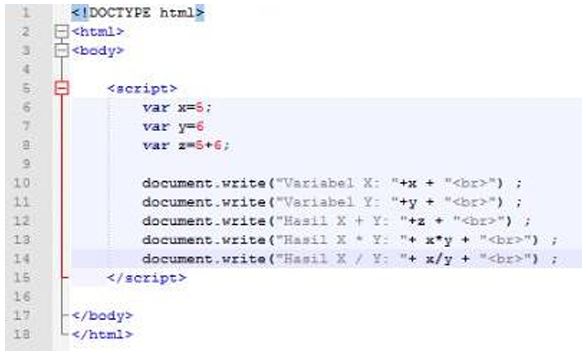 1 <!DOCTYPE html>
2 <html>
3 <body>
4
5 <script>
6 var x=5;
7 var y=6
8 var z=5+6;
9
10 document.write("Variabel X: "+x + "<br>") ;
11 document.write("Variabel Y: "+y + "<br>") ;
12 document.write("Hasil X + Y: "+z + "<br>") ;
13 document.write("Hasil X * Y: "+ x*y + "<br>") ;
14 document.write("Hasil X / Y: "+ x/y + "<br>") ;
15 </script>
16
17 </body>
18 </html>